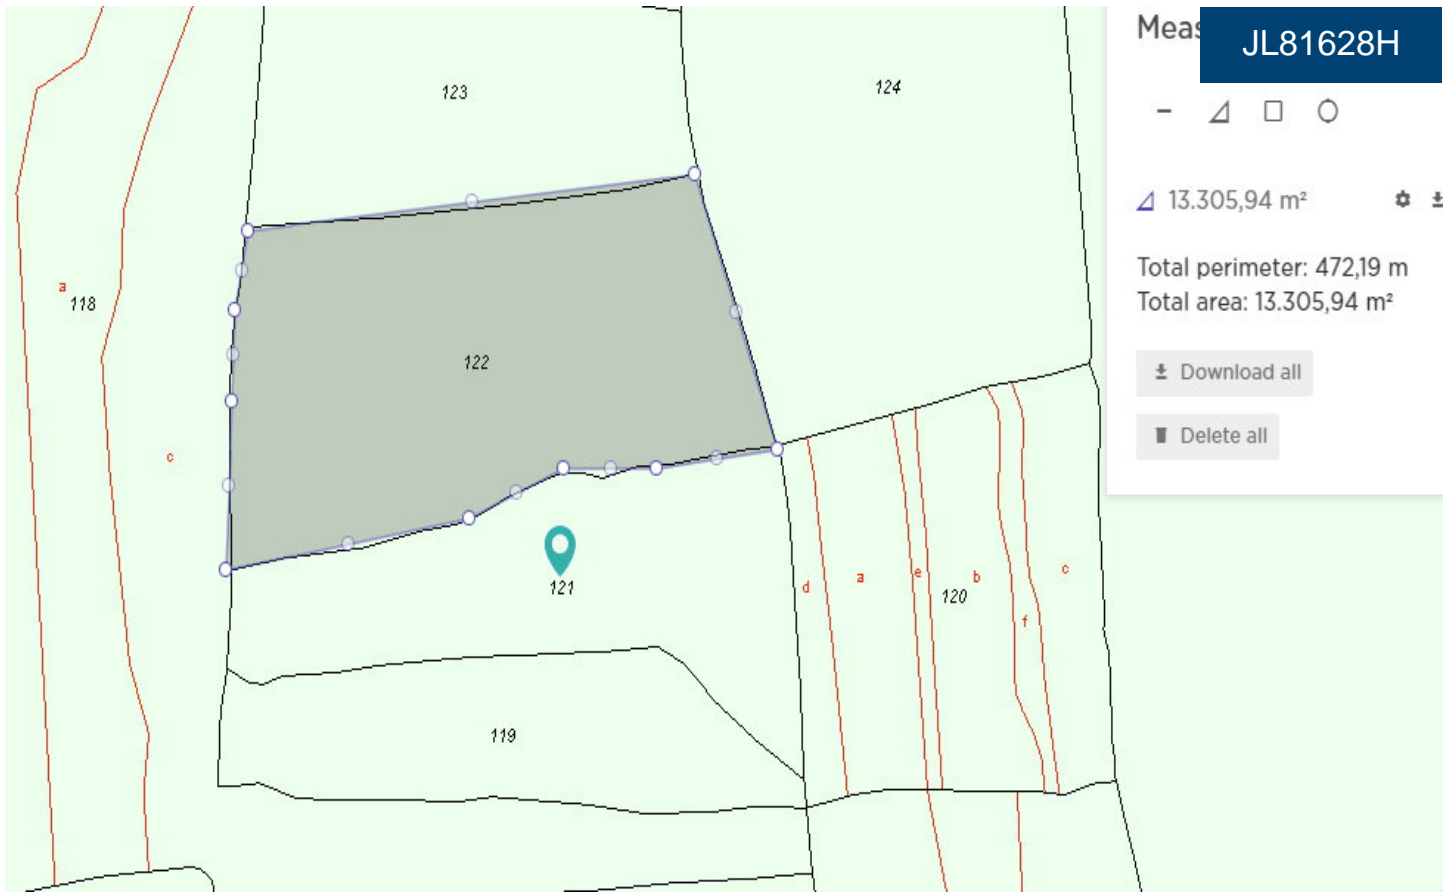 JL81628H
123
124
13.305,94 m²
Total perimeter: 472,19 m
Total area: 13.305,94 m²
a
118
122
Download all
Delete all
c
121
d
a
e
b
120
c
f
119